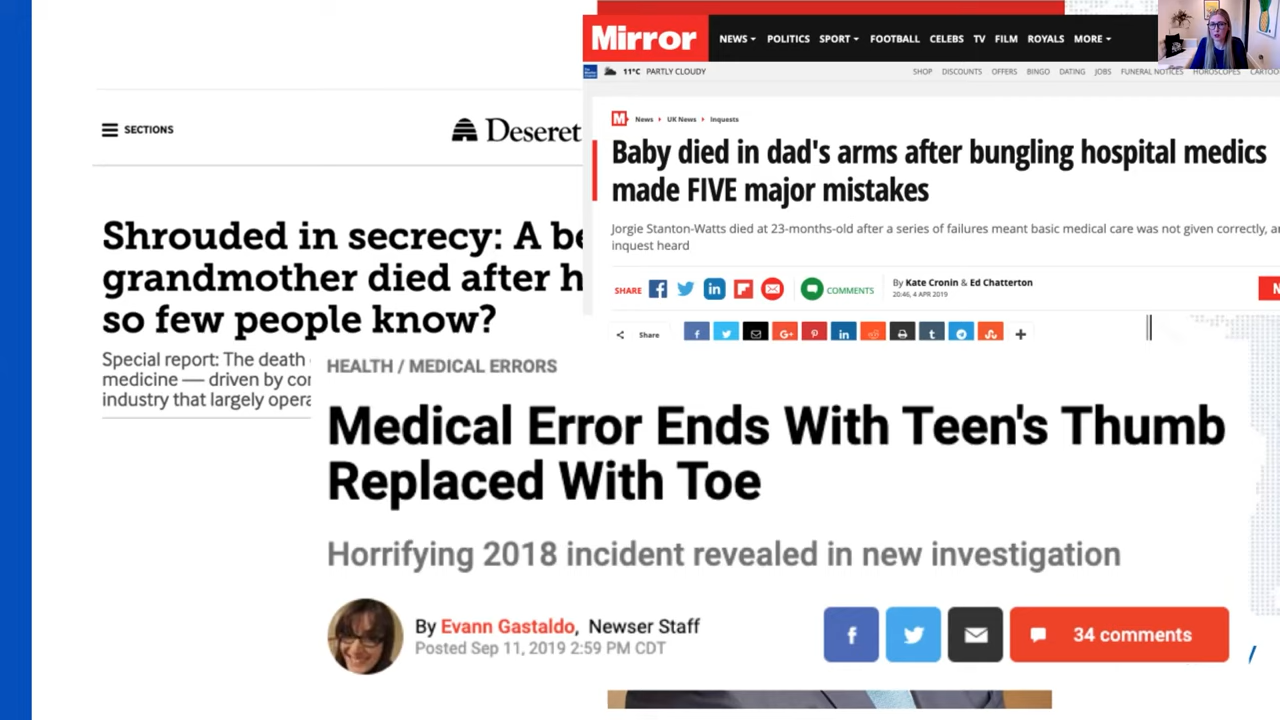 Mirror
NEWS POLITICS SPORT FOOTBALL CELEBS TV FILM ROYALS MORE
11°C PARTLY CLOUDY
SHOP DISCOUNTS OFFERS BINGO DATING JOBS FUNERAL NOTICES HOROSCOPES CARTOO
M News UK News Inquests
Baby died in dad's arms after bungling hospital medics
made FIVE major mistakes
Jorgie Stanton-Watts died at 23-months-old after a series of failures meant basic medical care was not given correctly, an
inquest heard
SHARE COMMENTS By Kate Cronin & Ed Chatterton
20:46, 4 APR 2019
Share
SECTIONS Deseret
Shrouded in secrecy: A be
grandmother died after h
so few people know?
Special report: The death
medicine — driven by cor
industry that largely opera
HEALTH / MEDICAL ERRORS
Medical Error Ends With Teen's Thumb
Replaced With Toe
Horrifying 2018 incident revealed in new investigation
By Evann Gastaldo, Newser Staff
Posted Sep 11, 2019 2:59 PM CDT
34 comments